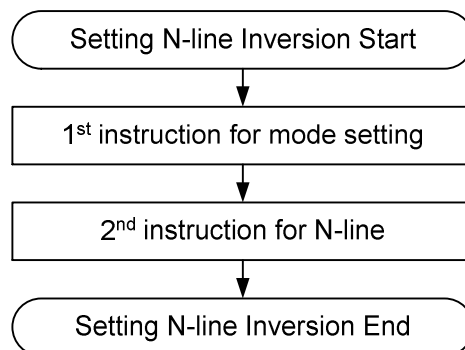 Setting N-line Inversion Start
1st instruction for mode setting
2nd instruction for N-line
Setting N-line Inversion End